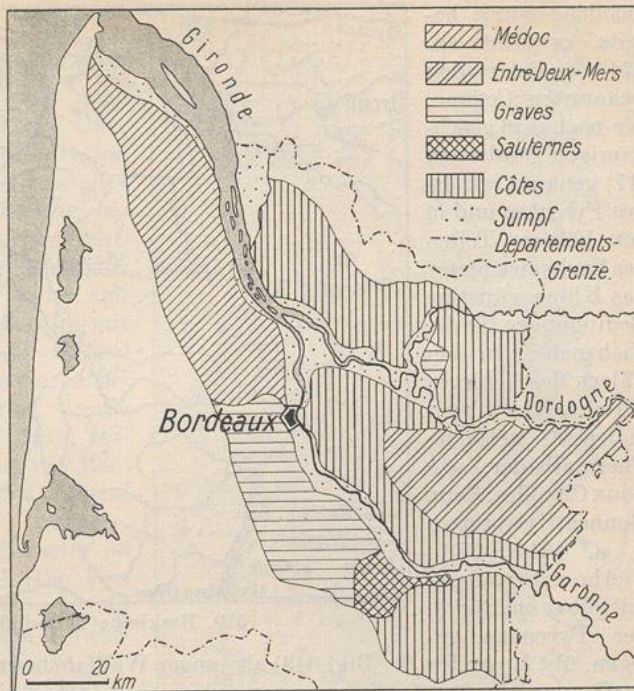 Gironde
Médoc
Entre-Deux-Mers
Graves
Sauternes
Côtes
Sumpf
Departements-
Grenze.
Bordeaux
Dordogne
Garonne
0 20
km